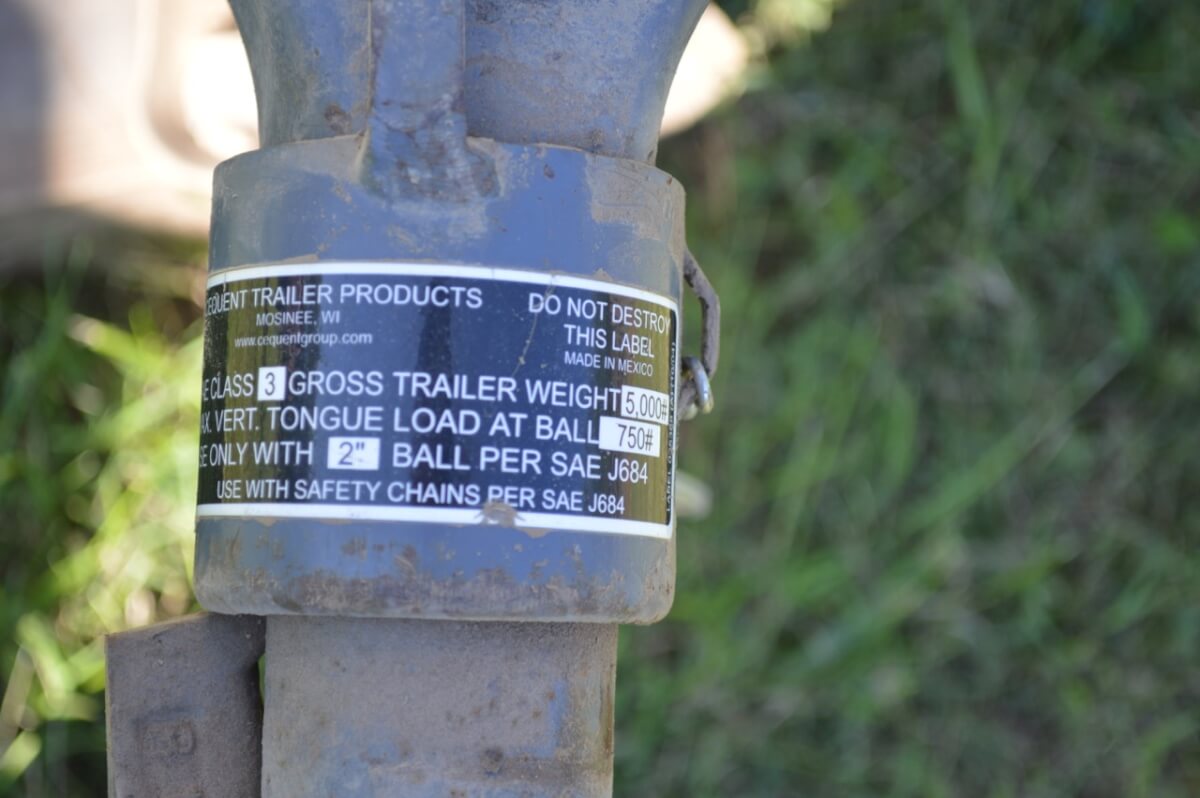 CEQUENT TRAILER PRODUCTS
MOSINEE, WI
www.cequentgroup.com
DO NOT DESTROY
THIS LABEL
MADE IN MEXICO
CLASS 3 GROSS TRAILER WEIGHT 5,000#
VERT. TONGUE LOAD AT BALL 750#
ONLY WITH 2" BALL PER SAE J684
USE WITH SAFETY CHAINS PER SAE J684